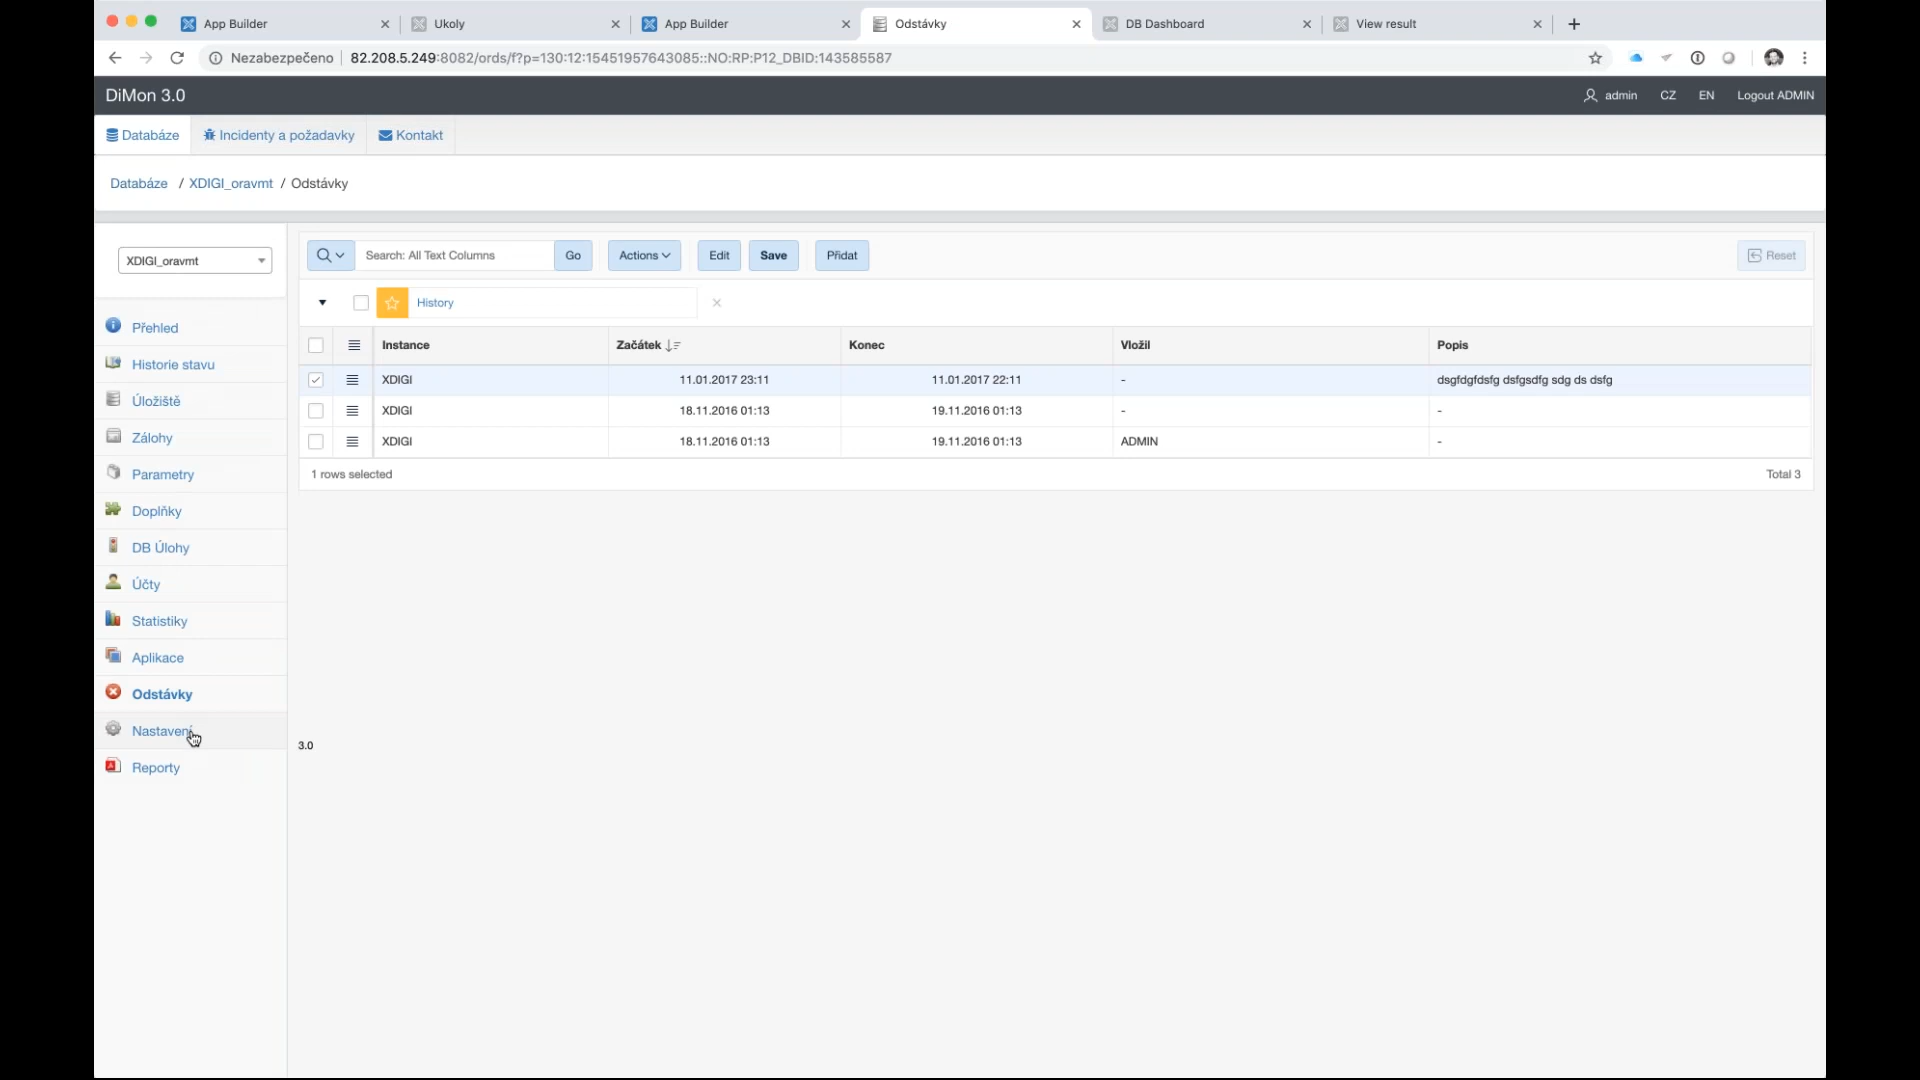 App Builder
Ukoly
App Builder
Odstávky
DB Dashboard
View result
Nezabezpečeno 82.208.5.249:8082/ords/f?p=130:12:15451957643085::NO:RP:P12_DBID:143585587
DiMon 3.0
admin CZ EN Logout ADMIN
Databáze Incidenty a požadavky Kontakt
Databáze / XDIGI_oravmt / Odstávky
XDIGI_oravmt
Přehled
Historie stavu
Úložiště
Zálohy
Parametry
Doplňky
DB Úlohy
Účty
Statistiky
Aplikace
Odstávky
Nastavení
Reporty
Search: All Text Columns Go Actions Edit Save Přidat Reset
History
Instance Začátek Konec Vložil Popis
XDIGI 11.01.2017 23:11 11.01.2017 22:11 - dsgfdgfdsfg dsfgsdfg sdg ds dsfg
XDIGI 18.11.2016 01:13 19.11.2016 01:13 - -
XDIGI 18.11.2016 01:13 19.11.2016 01:13 ADMIN -
1 rows selected Total 3
3.0